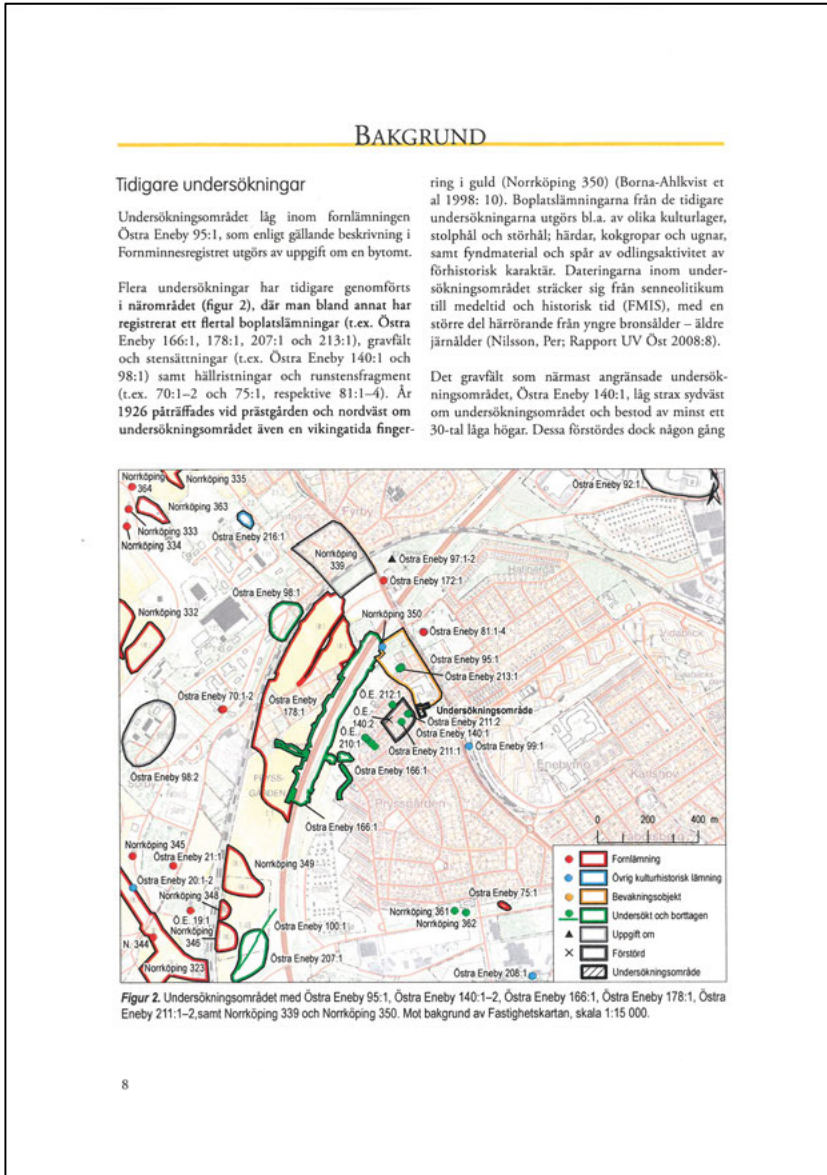 BAKGRUND
Tidigare undersökningar
Undersökningsområdet låg inom fornlämningen
Östra Eneby 95:1, som enligt gällande beskrivning i
Fornminnesregistret utgörs av uppgift om en bytomt.
Flera undersökningar har tidigare genomförts
i närområdet (figur 2), där man bland annat har
registrerat ett flertal boplatslämningar (t.ex. Östra
Eneby 166:1, 178:1, 207:1 och 213:1), gravfält
och stensättningar (t.ex. Östra Eneby 140:1 och
98:1) samt hällristningar och runstensfragment
(t.ex. 70:1–2 och 75:1, respektive 81:1–4). År
1926 påträffades vid prästgården och nordväst om
undersökningsområdet även en vikingatida finger-
ring i guld (Norrköping 350) (Borna-Ahlkvist et
al 1998: 10). Boplatslämningarna från de tidigare
undersökningarna utgörs bl.a. av olika kulturlager,
stolphål och störhål; härdar, kokgropar och ugnar,
samt fyndmaterial och spår av odlingsaktivitet av
förhistorisk karaktär. Dateringarna inom under-
sökningsområdet sträcker sig från senneolitikum
till medeltid och historisk tid (FMIS), med en
större del härrörande från yngre bronsålder – äldre
järnålder (Nilsson, Per; Rapport UV Öst 2008:8).
Det gravfält som närmast angränsade undersök-
ningsområdet, Östra Eneby 140:1, låg strax sydväst
om undersökningsområdet och bestod av minst ett
30-tal låga högar. Dessa förstördes dock någon gång
Norrköping
364
Norrköping 335
Norrköping 363
Norrköping 333
Norrköping 334
Östra Eneby 216:1
Fyrby
Norrköping
339
Östra Eneby 92:1
Östra Eneby 97:1-2
Östra Eneby 172:1
Östra Eneby 98:1
Norrköping 332
Norrköping 350
Östra Eneby 81:1-4
Östra Eneby 95:1
Östra Eneby 213:1
Östra Eneby 70:1-2
Östra Eneby
178:1
Ö.E. 212:1
Ö.E.
140:2
Undersökningsområde
Östra Eneby 211:2
Östra Eneby 140:1
Ö.E.
210:1
Östra Eneby 211:1
Östra Eneby 99:1
Östra Eneby 166:1
Östra Eneby 98:2
Enebymo
Karlshov
Pryssgården
Östra Eneby 166:1
0 200 400 m
Norrköping 345
Östra Eneby 21:1
Östra Eneby 20:1-2
Norrköping 349
Norrköping
348
Ö.E. 19:1
Norrköping
346
N. 344
Norrköping 323
Östra Eneby 100:1
Östra Eneby 207:1
Östra Eneby 75:1
Norrköping 361
Norrköping 362
Östra Eneby 208:1
Fornlämning
Övrig kulturhistorisk lämning
Bevakningsobjekt
Undersökt och borttagen
Uppgift om
Förstörd
Undersökningsområde
Figur 2. Undersökningsområdet med Östra Eneby 95:1, Östra Eneby 140:1–2, Östra Eneby 166:1, Östra Eneby 178:1, Östra
Eneby 211:1–2,samt Norrköping 339 och Norrköping 350. Mot bakgrund av Fastighetskartan, skala 1:15 000.
8